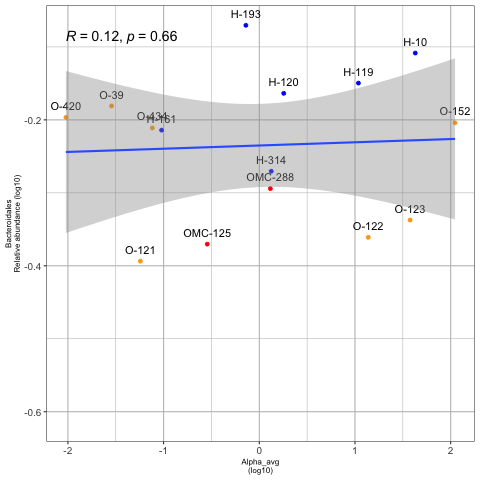 H-193
R = 0.12, p = 0.66
H-10
H-119
H-120
O-39
O-420
O-434
H-161
O-152
H-314
OMC-288
O-123
O-122
OMC-125
O-121
-0.2
-0.4
-0.6
-2
-1
0
1
2
Bacteroidales
Relative abundance (log10)
Alpha_avg
(log10)